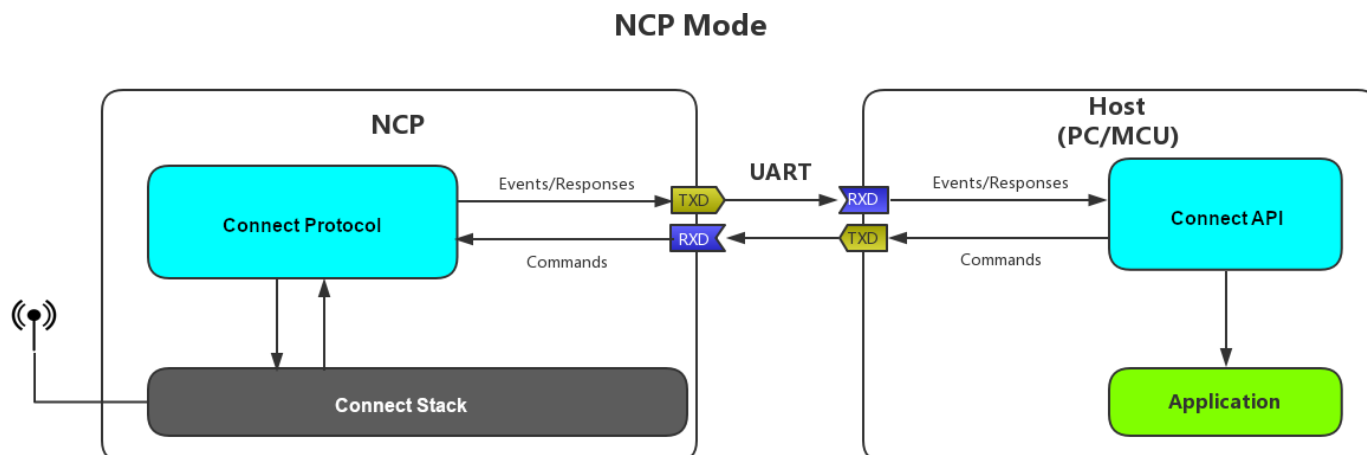 NCP Mode
NCP
Host
(PC/MCU)
UART
Events/Responses
TXD
RXD
Events/Responses
Connect Protocol
Connect API
RXD
TXD
Commands
Commands
Connect Stack
Application